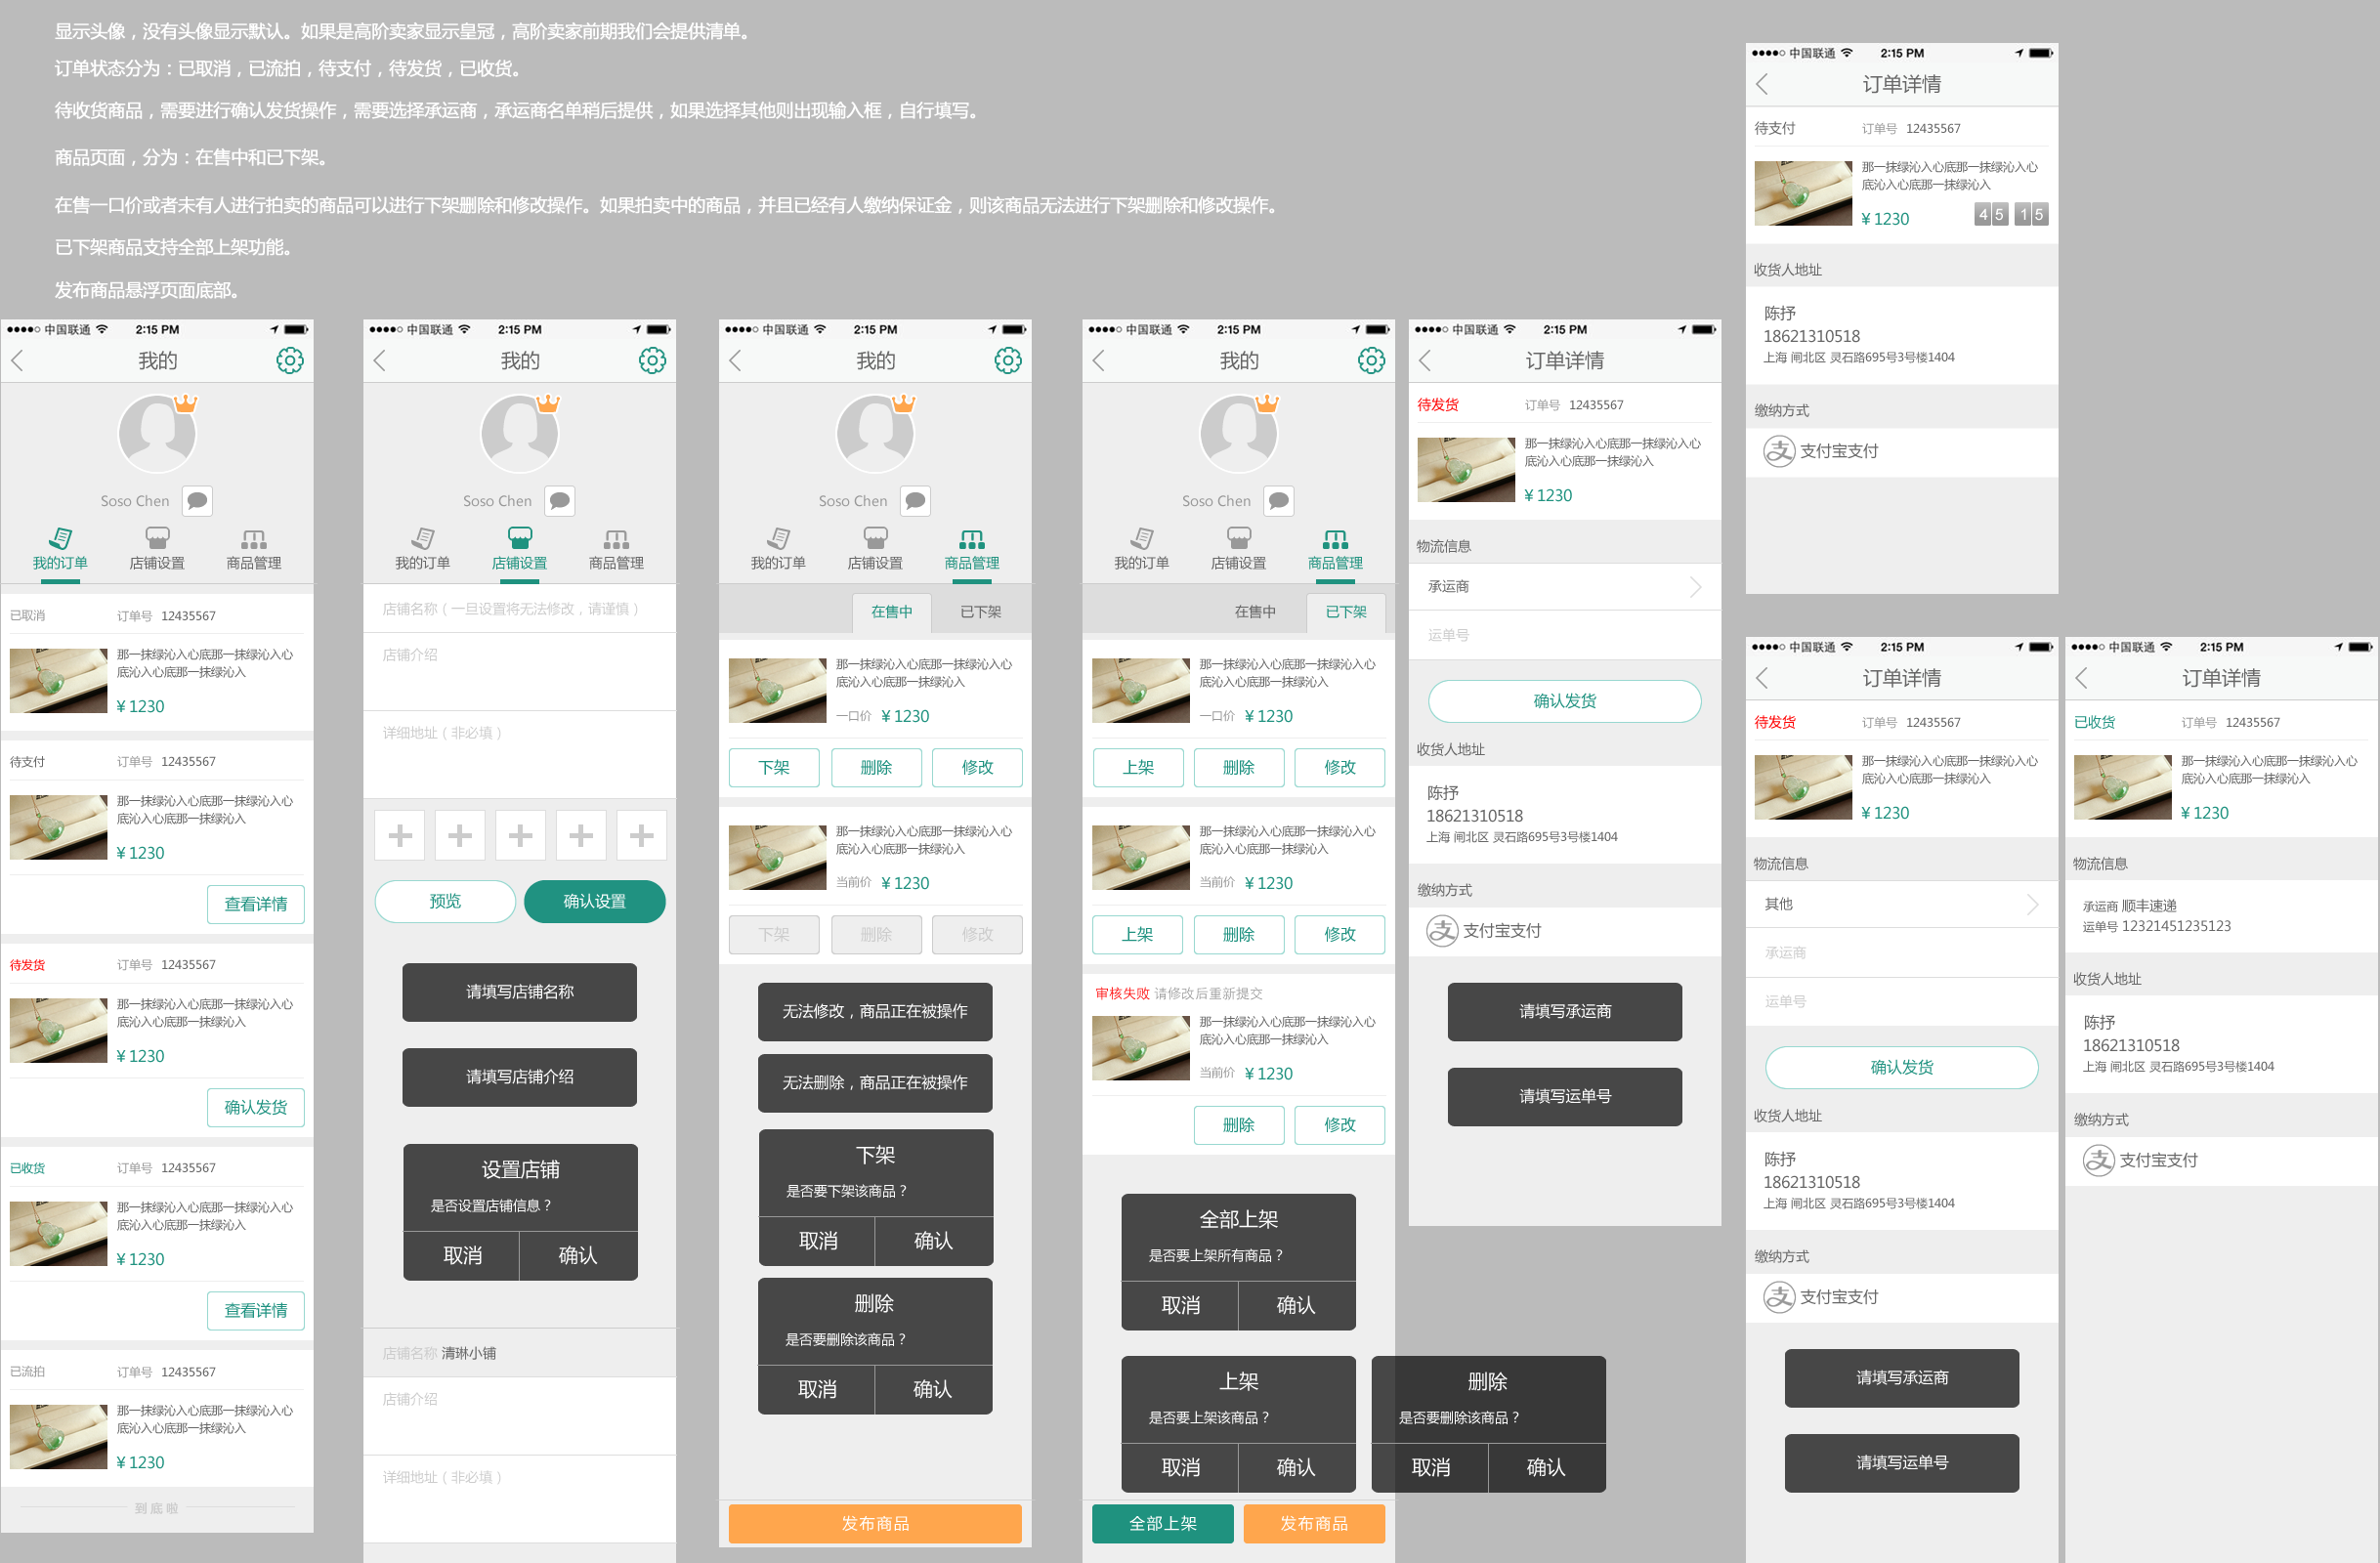 显示头像，没有头像显示默认。如果是高阶卖家显示皇冠，高阶卖家前期我们会提供清单。
订单状态分为：已取消，已流拍，待支付，待发货，已收货。
待收货商品，需要进行确认发货操作，需要选择承运商，承运商名单稍后提供，如果选择其他则出现输入框，自行填写。
商品页面，分为：在售中和已下架。
在售一口价或者未有人进行拍卖的商品可以进行下架删除和修改操作。如果拍卖中的商品，并且已经有人缴纳保证金，则该商品无法进行下架删除和修改操作。
已下架商品支持全部上架功能。
发布商品悬浮页面底部。
中国联通 2:15 PM
我的
Soso Chen
我的订单 店铺设置 商品管理
已取消 订单号 12435567
那一抹绿沁入心底那一抹绿沁入心
底沁入心底那一抹绿沁入
¥ 1230
待支付 订单号 12435567
那一抹绿沁入心底那一抹绿沁入心
底沁入心底那一抹绿沁入
¥ 1230
查看详情
待发货 订单号 12435567
那一抹绿沁入心底那一抹绿沁入心
底沁入心底那一抹绿沁入
¥ 1230
确认发货
已收货 订单号 12435567
那一抹绿沁入心底那一抹绿沁入心
底沁入心底那一抹绿沁入
¥ 1230
查看详情
已流拍 订单号 12435567
那一抹绿沁入心底那一抹绿沁入心
底沁入心底那一抹绿沁入
¥ 1230
到底啦
中国联通 2:15 PM
我的
Soso Chen
我的订单 店铺设置 商品管理
店铺名称（一旦设置将无法修改，请谨慎）
店铺介绍
详细地址（非必填）
预览 确认设置
请填写店铺名称
请填写店铺介绍
设置店铺
是否设置店铺信息？
取消 确认
店铺名称 清琳小铺
店铺介绍
详细地址（非必填）
中国联通 2:15 PM
我的
Soso Chen
我的订单 店铺设置 商品管理
在售中 已下架
那一抹绿沁入心底那一抹绿沁入心
底沁入心底那一抹绿沁入
一口价 ¥ 1230
下架 删除 修改
那一抹绿沁入心底那一抹绿沁入心
底沁入心底那一抹绿沁入
当前价 ¥ 1230
下架 删除 修改
无法修改，商品正在被操作
无法删除，商品正在被操作
下架
是否要下架该商品？
取消 确认
删除
是否要删除该商品？
取消 确认
发布商品
中国联通 2:15 PM
我的
Soso Chen
我的订单 店铺设置 商品管理
在售中 已下架
那一抹绿沁入心底那一抹绿沁入心
底沁入心底那一抹绿沁入
一口价 ¥ 1230
上架 删除 修改
那一抹绿沁入心底那一抹绿沁入心
底沁入心底那一抹绿沁入
当前价 ¥ 1230
上架 删除 修改
审核失败 请修改后重新提交
那一抹绿沁入心底那一抹绿沁入心
底沁入心底那一抹绿沁入
当前价 ¥ 1230
删除 修改
全部上架
是否要上架所有商品？
取消 确认
上架
是否要上架该商品？
取消 确认
删除
是否要删除该商品？
取消 确认
全部上架 发布商品
中国联通 2:15 PM
订单详情
待发货 订单号 12435567
那一抹绿沁入心底那一抹绿沁入心
底沁入心底那一抹绿沁入
¥ 1230
物流信息
承运商
运单号
确认发货
收货人地址
陈抒
18621310518
上海 闸北区 灵石路695号3号楼1404
缴纳方式
支付宝支付
请填写承运商
请填写运单号
中国联通 2:15 PM
订单详情
待支付 订单号 12435567
那一抹绿沁入心底那一抹绿沁入心
底沁入心底那一抹绿沁入
¥ 1230 45 15
收货人地址
陈抒
18621310518
上海 闸北区 灵石路695号3号楼1404
缴纳方式
支付宝支付
中国联通 2:15 PM
订单详情
待发货 订单号 12435567
那一抹绿沁入心底那一抹绿沁入心
底沁入心底那一抹绿沁入
¥ 1230
物流信息
其他
承运商
运单号
确认发货
收货人地址
陈抒
18621310518
上海 闸北区 灵石路695号3号楼1404
缴纳方式
支付宝支付
请填写承运商
请填写运单号
中国联通 2:15 PM
订单详情
已收货 订单号 12435567
那一抹绿沁入心底那一抹绿沁入心
底沁入心底那一抹绿沁入
¥ 1230
物流信息
承运商 顺丰速递
运单号 12321451235123
收货人地址
陈抒
18621310518
上海 闸北区 灵石路695号3号楼1404
缴纳方式
支付宝支付